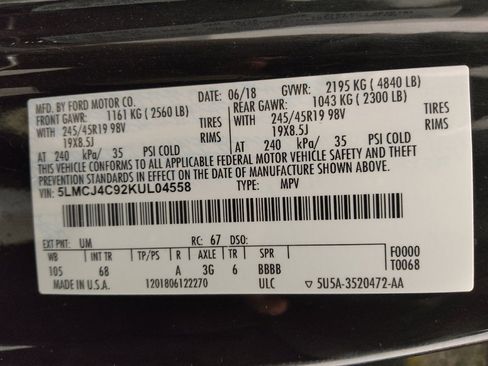 MFD. BY FORD MOTOR CO. DATE: 06/18 GVWR: 2195 KG ( 4840 LB)
FRONT GAWR: 1161 KG ( 2560 LB) REAR GAWR: 1043 KG ( 2300 LB)
WITH 245/45R19 98V TIRES WITH 245/45R19 98V TIRES
19X8.5J RIMS 19X8.5J RIMS
AT 240 kPa/ 35 PSI COLD AT 240 kPa/ 35 PSI COLD
THIS VEHICLE CONFORMS TO ALL APPLICABLE FEDERAL MOTOR VEHICLE SAFETY AND THEFT
PREVENTION STANDARDS IN EFFECT ON THE DATE OF MANUFACTURE SHOWN ABOVE.
VIN: 5LMCJ4C92KUL04558 TYPE: MPV
EXT PNT: UM RC: 67 DSO:
WB INT TR TP/PS R AXLE TR SPR F0000
105 68 A 3G 6 BBBB T0068
MADE IN U.S.A. 1201806122270 ULC ▽5U5A-3520472-AA